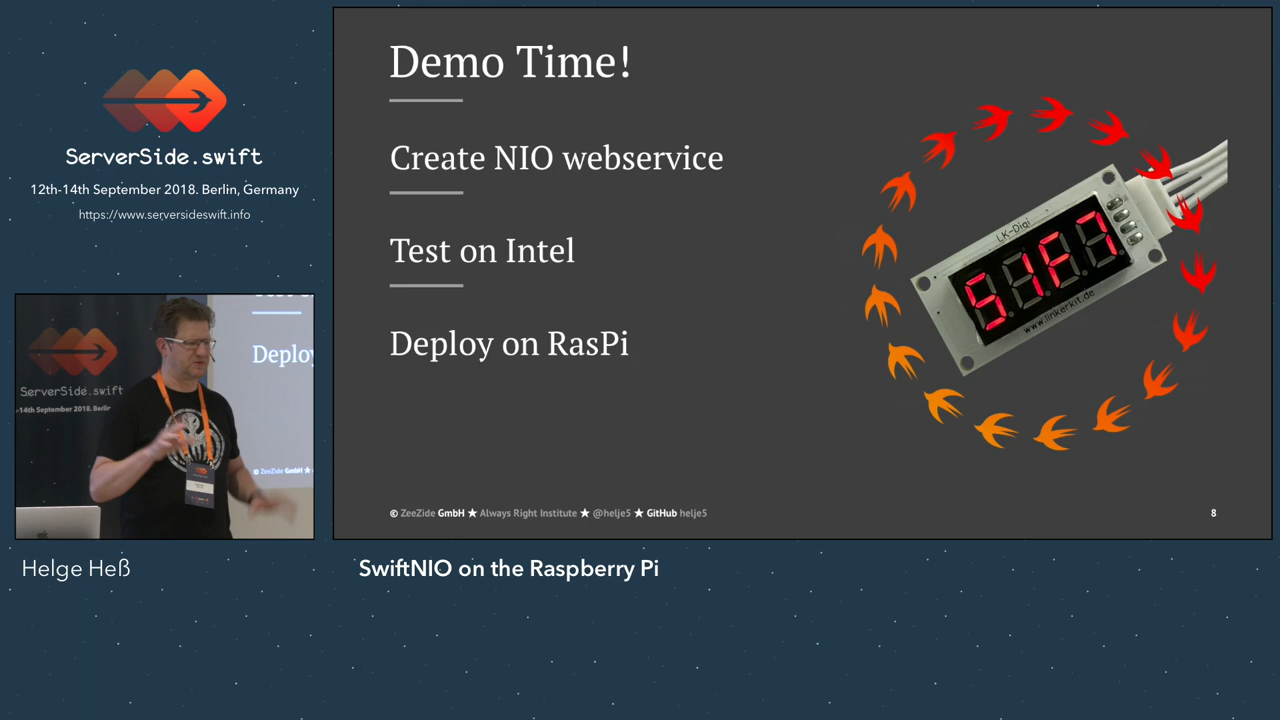 ServerSide.swift
12th-14th September 2018. Berlin, Germany
https://www.serversideswift.info
Demo Time!
Create NIO webservice
Test on Intel
Deploy on RasPi
LK-Digi
S1F7
www.linkerkit.de
© ZeeZide GmbH ★ Always Right Institute ★ @helje5 ★ GitHub helje5
8
ServerSide.swift
-14th September 2018. Berlin
Deploy
© ZeeZide GmbH ★
Helge Heß
SwiftNIO on the Raspberry Pi